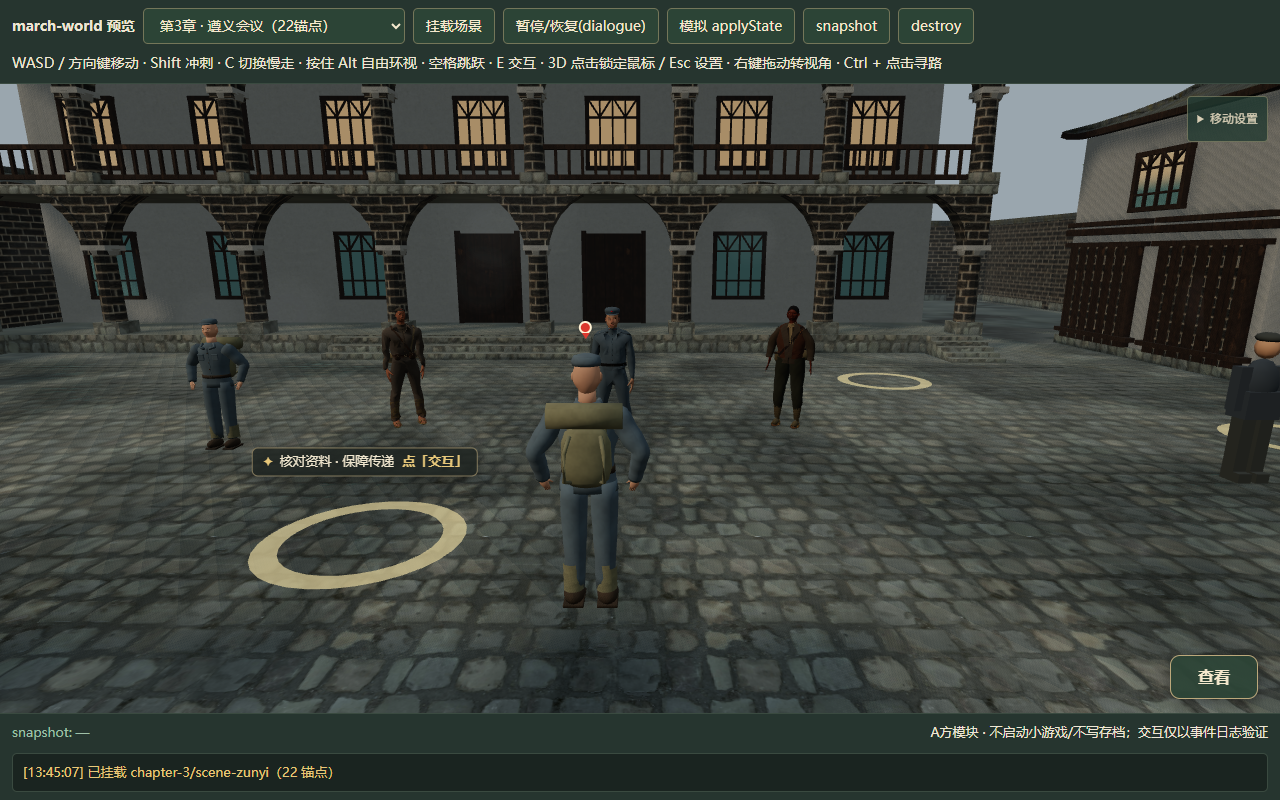 march-world 预览
第3章 · 遵义会议（22锚点）
挂载场景
暂停/恢复(dialogue)
模拟 applyState
snapshot
destroy
WASD / 方向键移动 · Shift 冲刺 · C 切换慢走 · 按住 Alt 自由环视 · 空格跳跃 · E 交互 · 3D 点击锁定鼠标 / Esc 设置 · 右键拖动转视角 · Ctrl + 点击寻路
▶ 移动设置
✦ 核对资料 · 保障传递 点「交互」
查看
snapshot: —
A方模块 · 不启动小游戏/不写存档；交互仅以事件日志验证
[13:45:07] 已挂载 chapter-3/scene-zunyi（22 锚点）